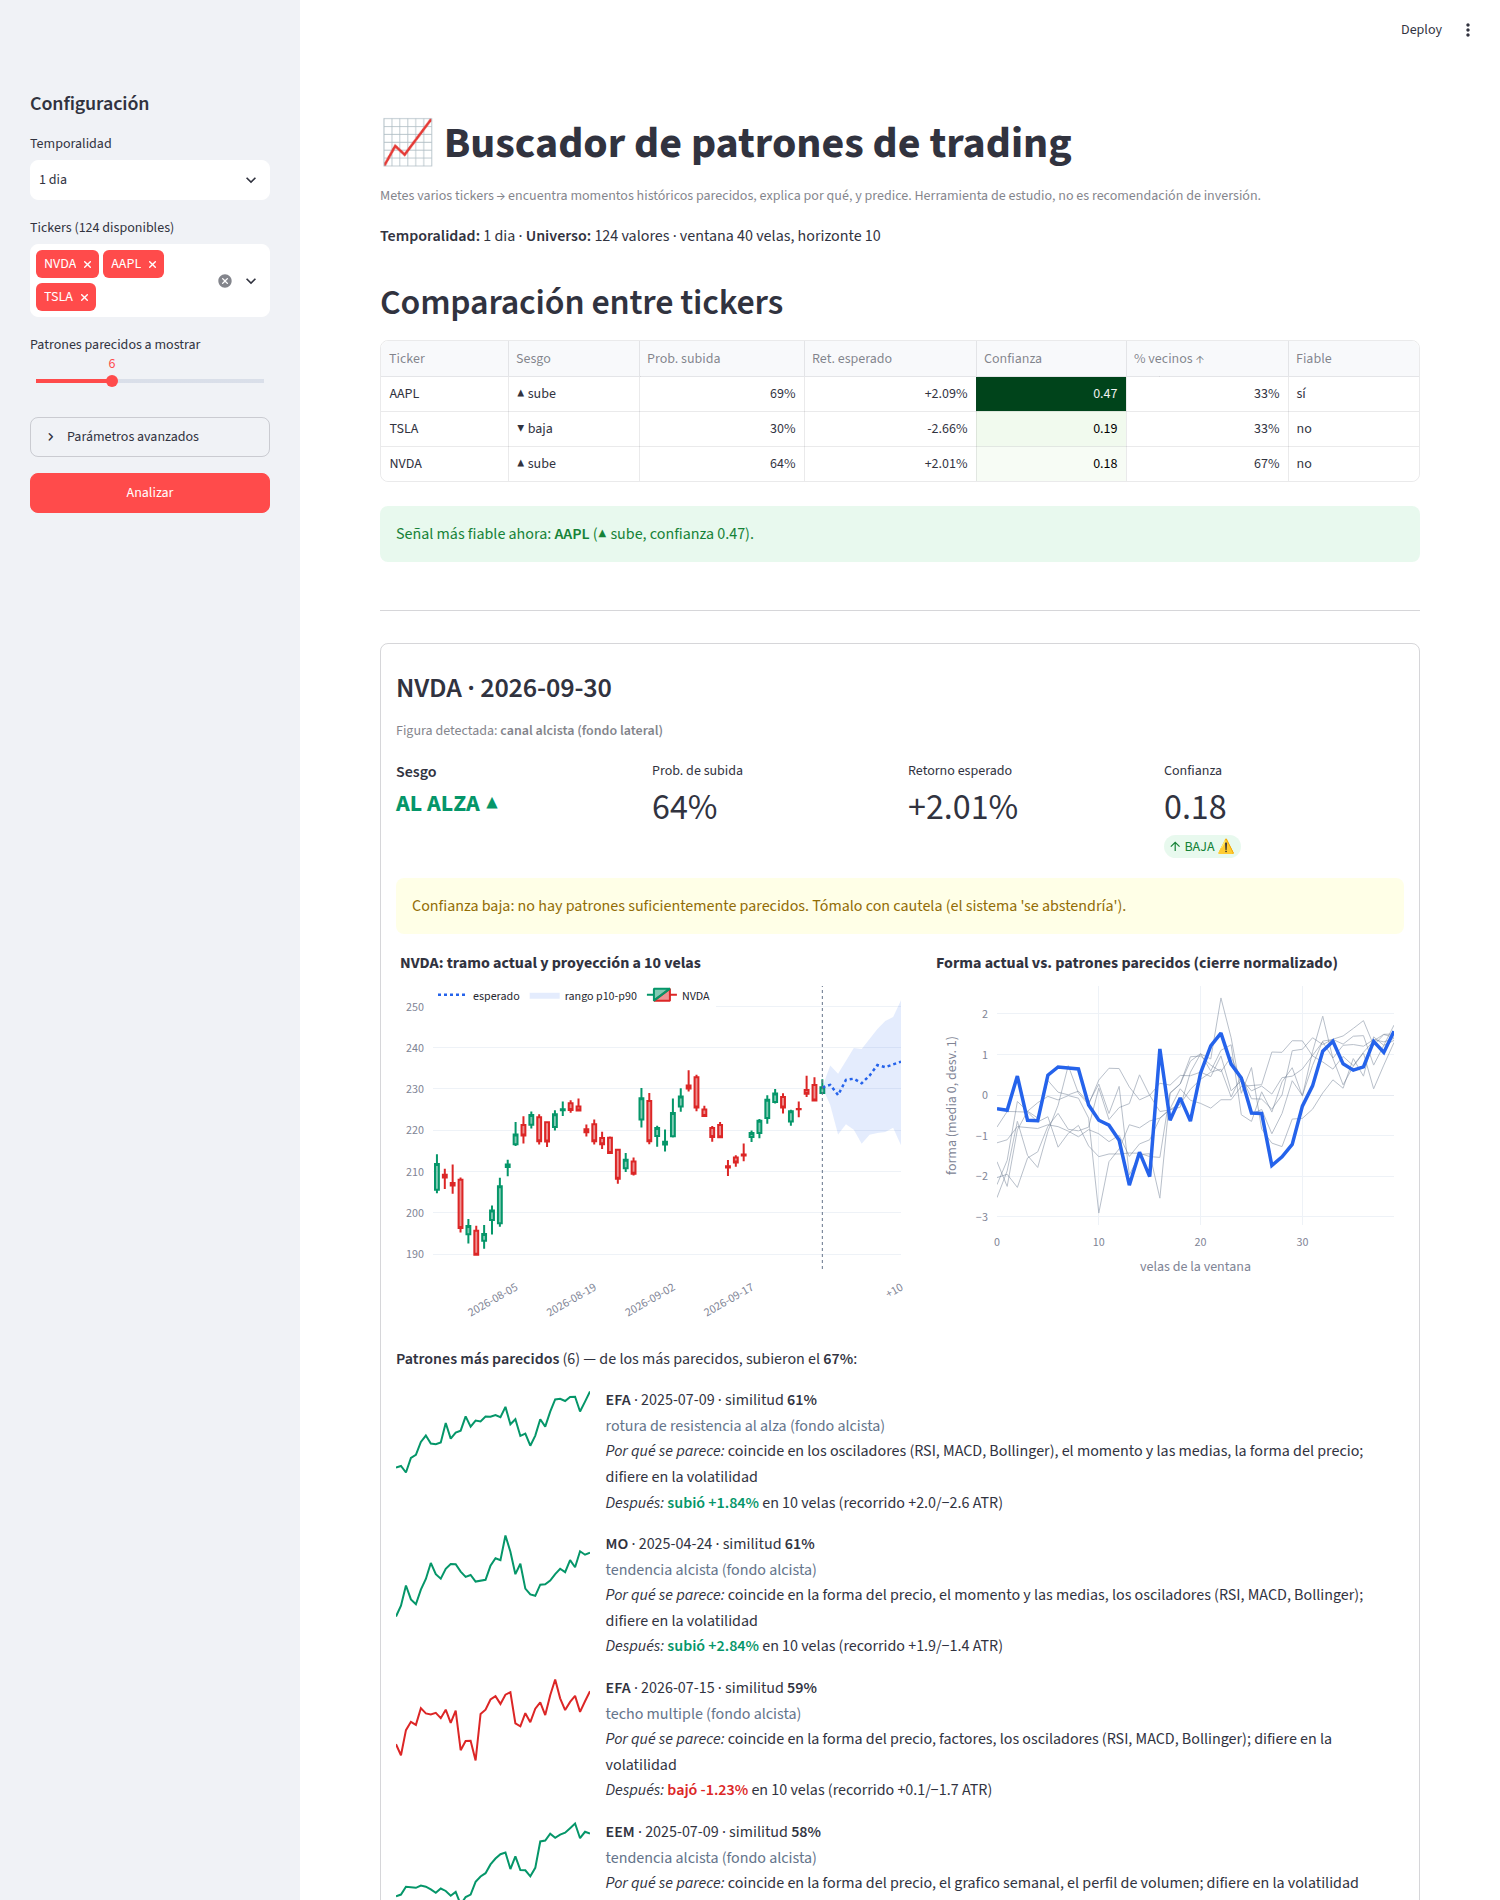 Deploy
Configuración
Temporalidad
1 dia
Tickers (124 disponibles)
NVDA
AAPL
TSLA
Patrones parecidos a mostrar
6
Parámetros avanzados
Analizar
📈 Buscador de patrones de trading
Metes varios tickers → encuentra momentos históricos parecidos, explica por qué, y predice. Herramienta de estudio, no es recomendación de inversión.
Temporalidad: 1 dia · Universo: 124 valores · ventana 40 velas, horizonte 10
Comparación entre tickers
Ticker Sesgo Prob. subida Ret. esperado Confianza % vecinos ↑ Fiable
AAPL ▲ sube 69% +2.09% 0.47 33% sí
TSLA ▼ baja 30% -2.66% 0.19 33% no
NVDA ▲ sube 64% +2.01% 0.18 67% no
Señal más fiable ahora: AAPL (▲ sube, confianza 0.47).
NVDA · 2026-09-30
Figura detectada: canal alcista (fondo lateral)
Sesgo Prob. de subida Retorno esperado Confianza
AL ALZA ▲ 64% +2.01% 0.18
↑ BAJA ⚠️
Confianza baja: no hay patrones suficientemente parecidos. Tómalo con cautela (el sistema 'se abstendría').
NVDA: tramo actual y proyección a 10 velas
esperado rango p10-p90 NVDA
250
240
230
220
210
200
190
2026-08-05 2026-08-19 2026-09-02 2026-09-17 +10
Forma actual vs. patrones parecidos (cierre normalizado)
forma (media 0, desv. 1)
2
1
0
−1
−2
−3
0 10 20 30
velas de la ventana
Patrones más parecidos (6) — de los más parecidos, subieron el 67%:
EFA · 2025-07-09 · similitud 61%
rotura de resistencia al alza (fondo alcista)
Por qué se parece: coincide en los osciladores (RSI, MACD, Bollinger), el momento y las medias, la forma del precio;
difiere en la volatilidad
Después: subió +1.84% en 10 velas (recorrido +2.0/−2.6 ATR)
MO · 2025-04-24 · similitud 61%
tendencia alcista (fondo alcista)
Por qué se parece: coincide en la forma del precio, el momento y las medias, los osciladores (RSI, MACD, Bollinger);
difiere en la volatilidad
Después: subió +2.84% en 10 velas (recorrido +1.9/−1.4 ATR)
EFA · 2026-07-15 · similitud 59%
techo multiple (fondo alcista)
Por qué se parece: coincide en la forma del precio, factores, los osciladores (RSI, MACD, Bollinger); difiere en la
volatilidad
Después: bajó -1.23% en 10 velas (recorrido +0.1/−1.7 ATR)
EEM · 2025-07-09 · similitud 58%
tendencia alcista (fondo alcista)
Por qué se parece: coincide en la forma del precio, el grafico semanal, el perfil de volumen; difiere en la volatilidad